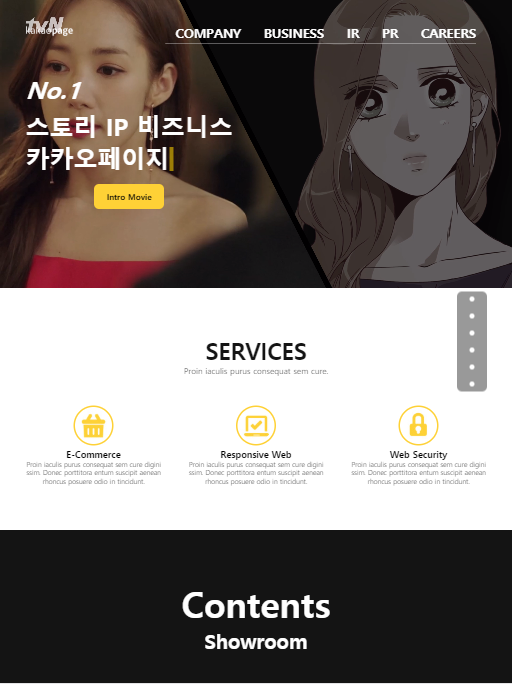 tvN
kakaopage
COMPANY BUSINESS IR PR CAREERS
No.1
스토리 IP 비즈니스
카카오페이지
Intro Movie
SERVICES
Proin iaculis purus consequat sem cure.
E-Commerce
Proin iaculis purus consequat sem cure digini
ssim. Donec porttitora entum suscipit aenean
rhoncus posuere odio in tincidunt.
Responsive Web
Proin iaculis purus consequat sem cure digini
ssim. Donec porttitora entum suscipit aenean
rhoncus posuere odio in tincidunt.
Web Security
Proin iaculis purus consequat sem cure digini
ssim. Donec porttitora entum suscipit aenean
rhoncus posuere odio in tincidunt.
Contents
Showroom